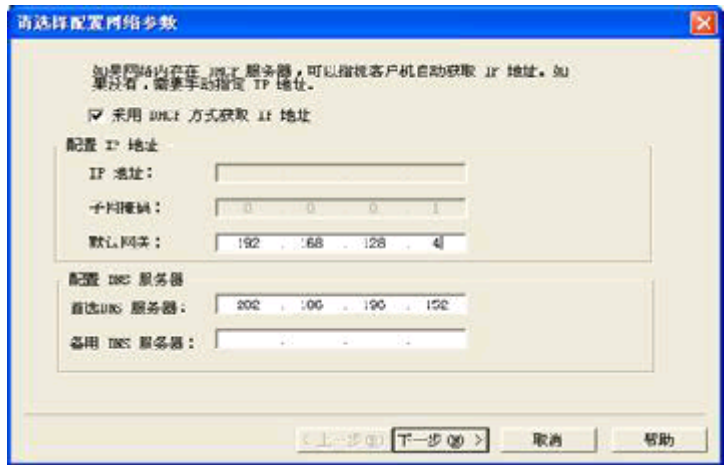 请选择配置网络参数
如果网络内存在 DHCP 服务器，可以指批客户机自动获取 IP 地址。如
果没有，需要手动指定 IP 地址。
采用 DHCP 方式获取 IP 地址
配置 IP 地址
IP 地址：
子网掩码： 0 . 0 . 0 . 1
默认网关： 192 . 168 . 128 . 4
配置 DNS 服务器
首选DNS 服务器： 202 . 106 . 196 . 152
备用 DNS 服务器：
<上一步(B) 下一步(N) > 取消 帮助